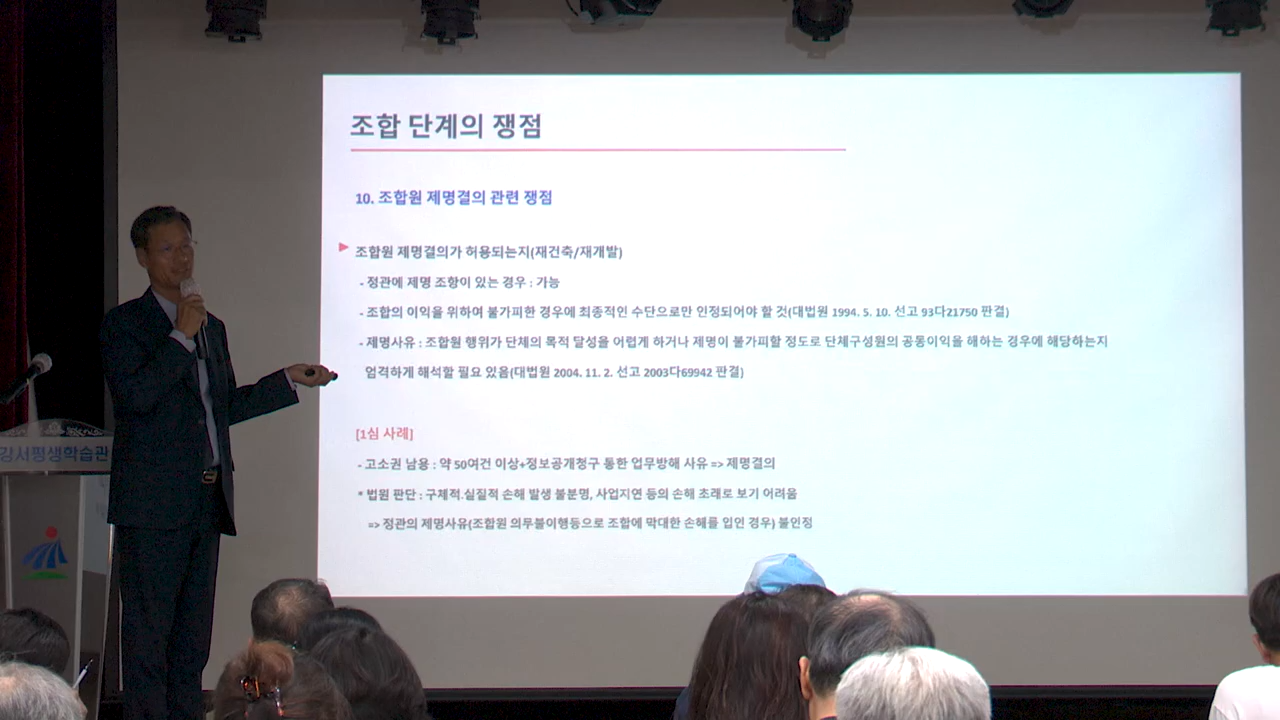 조합 단계의 쟁점
10. 조합원 제명결의 관련 쟁점
▶ 조합원 제명결의가 허용되는지(재건축/재개발)
- 정관에 제명 조항이 있는 경우 : 가능
- 조합의 이익을 위하여 불가피한 경우에 최종적인 수단으로만 인정되어야 할 것(대법원 1994. 5. 10. 선고 93다21750 판결)
- 제명사유 : 조합원 행위가 단체의 목적 달성을 어렵게 하거나 제명이 불가피할 정도로 단체구성원의 공동이익을 해하는 경우에 해당하는지
엄격하게 해석할 필요 있음(대법원 2004. 11. 2. 선고 2003다69942 판결)
[1심 사례]
- 고소권 남용 : 약 50여건 이상+정보공개청구 통한 업무방해 사유 => 제명결의
* 법원 판단 : 구체적.실질적 손해 발생 불분명, 사업지연 등의 손해 초래로 보기 어려움
=> 정관의 제명사유(조합원 의무불이행등으로 조합에 막대한 손해를 입인 경우) 불인정
강서평생학습관